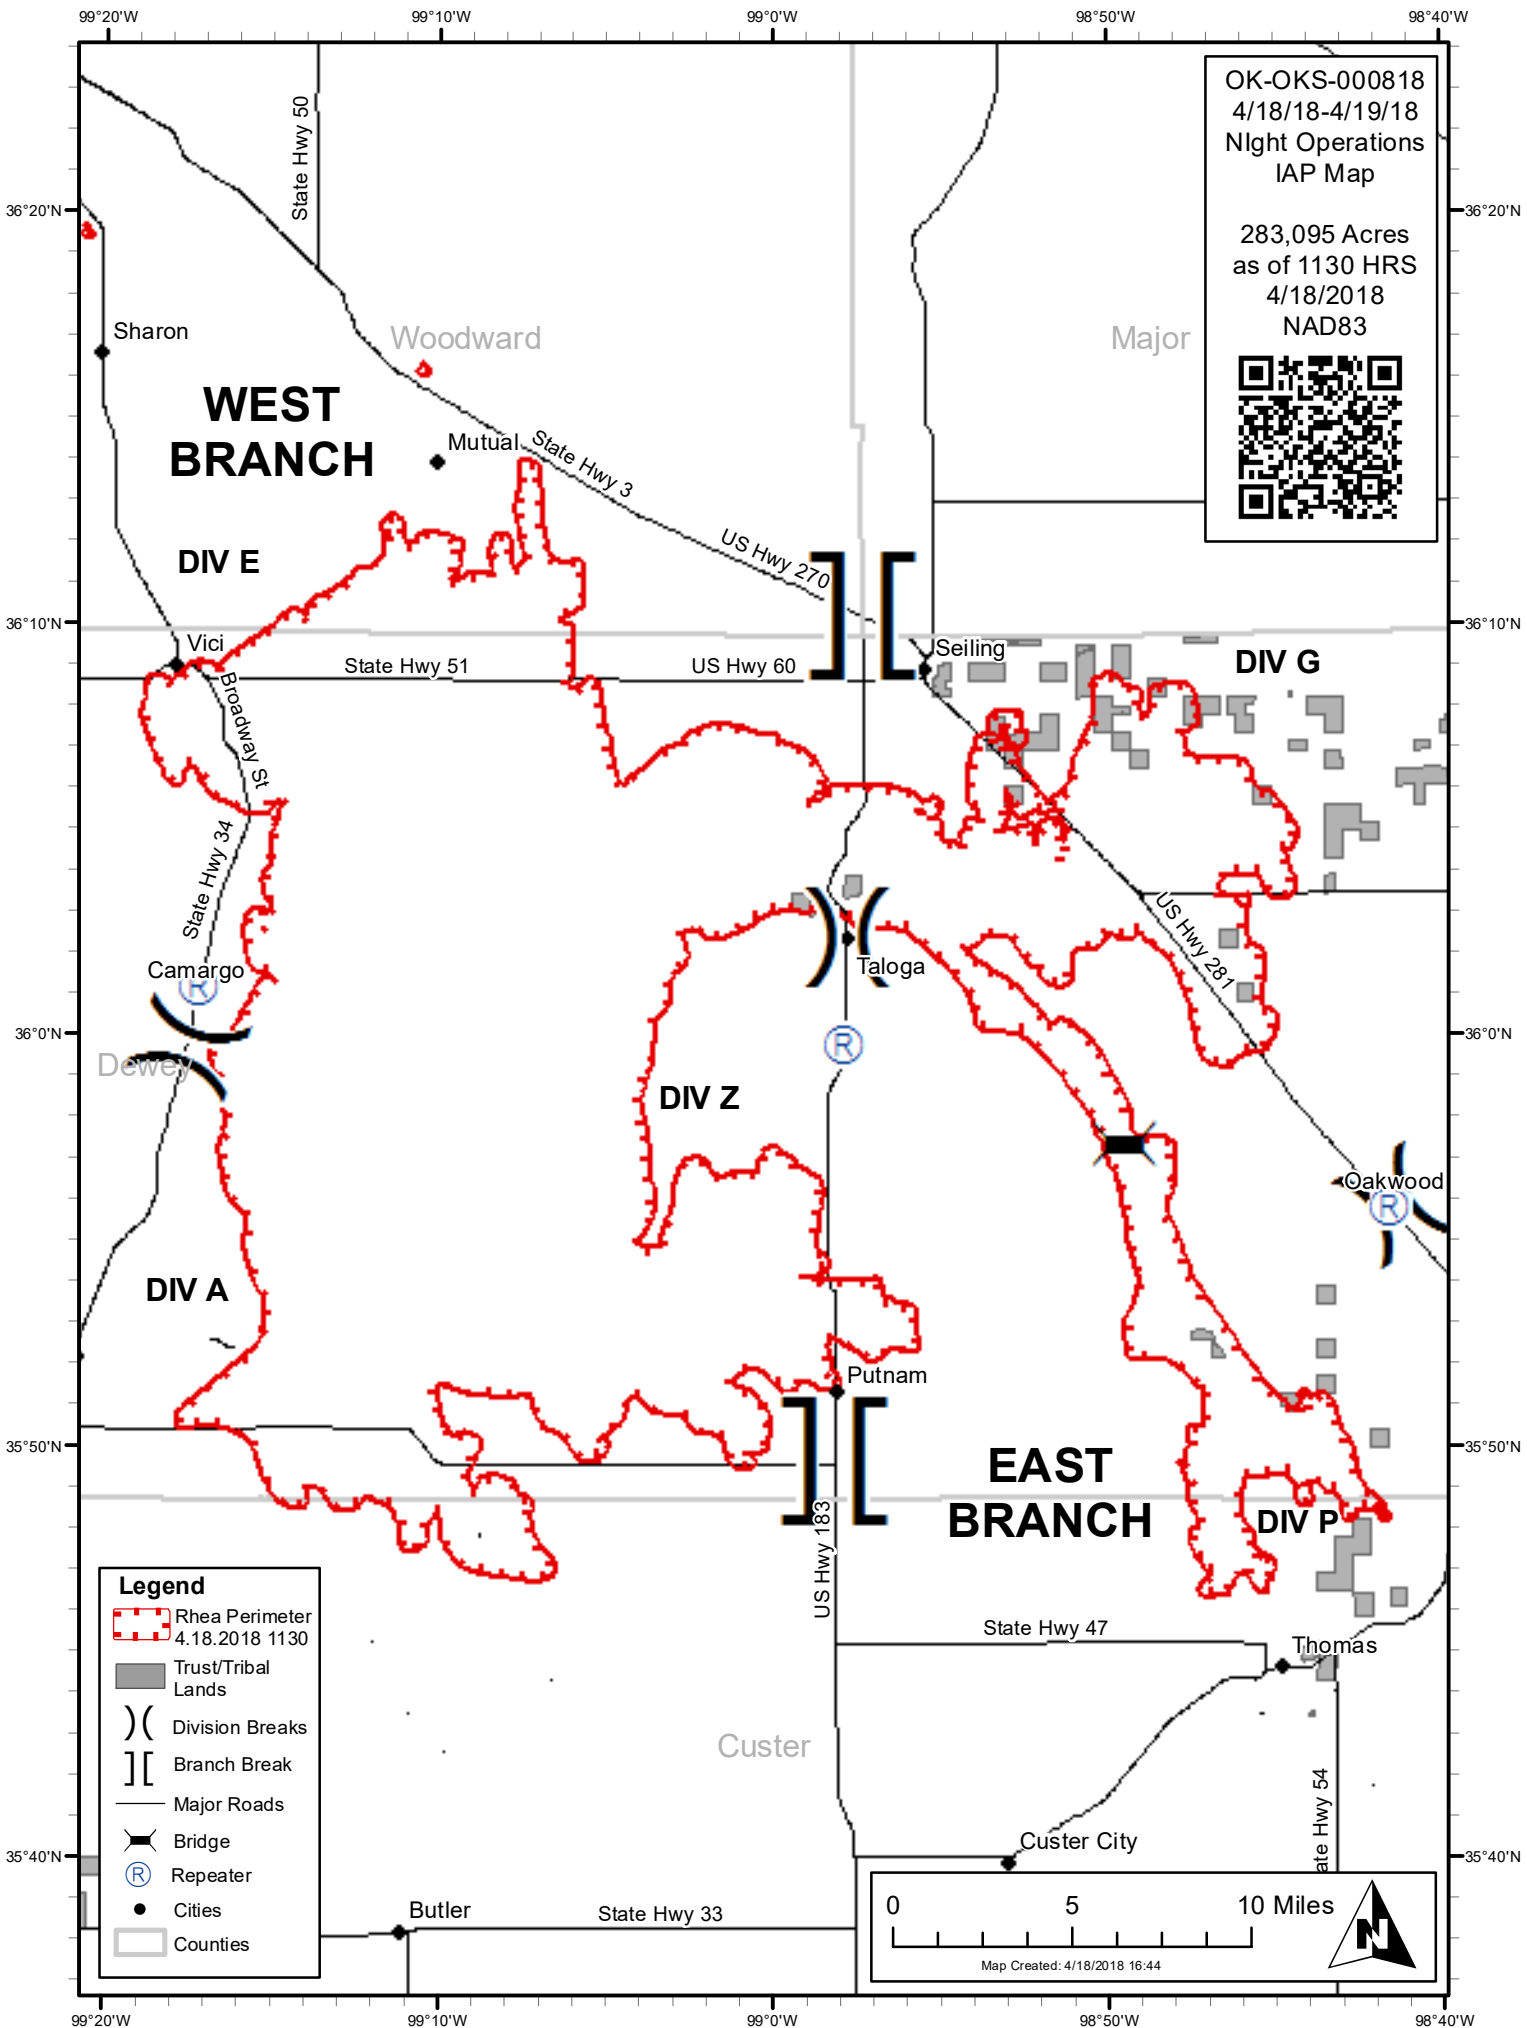 99°20'W
99°10'W
99°0'W
98°50'W
98°40'W
OK-OKS-000818
4/18/18-4/19/18
NIght Operations
IAP Map
283,095 Acres
as of 1130 HRS
4/18/2018
NAD83
State Hwy 50
36°20'N
36°20'N
Sharon
Woodward
Major
WEST
BRANCH
Mutual
State Hwy 3
US Hwy 270
DIV E
36°10'N
36°10'N
Vici
State Hwy 51
US Hwy 60
Seiling
DIV G
Broadway St
State Hwy 34
US Hwy 281
Camargo
R
Taloga
36°0'N
36°0'N
R
Dewey
DIV Z
Oakwood
R
DIV A
Putnam
35°50'N
35°50'N
EAST
BRANCH
DIV P
US Hwy 183
Legend
Rhea Perimeter
4.18.2018 1130
Trust/Tribal
Lands
Division Breaks
Branch Break
Major Roads
Bridge
R
Repeater
Cities
Counties
State Hwy 47
Thomas
Custer
ate Hwy 54
Custer City
35°40'N
35°40'N
Butler
State Hwy 33
0
5
10 Miles
N
Map Created: 4/18/2018 16:44
99°20'W
99°10'W
99°0'W
98°50'W
98°40'W